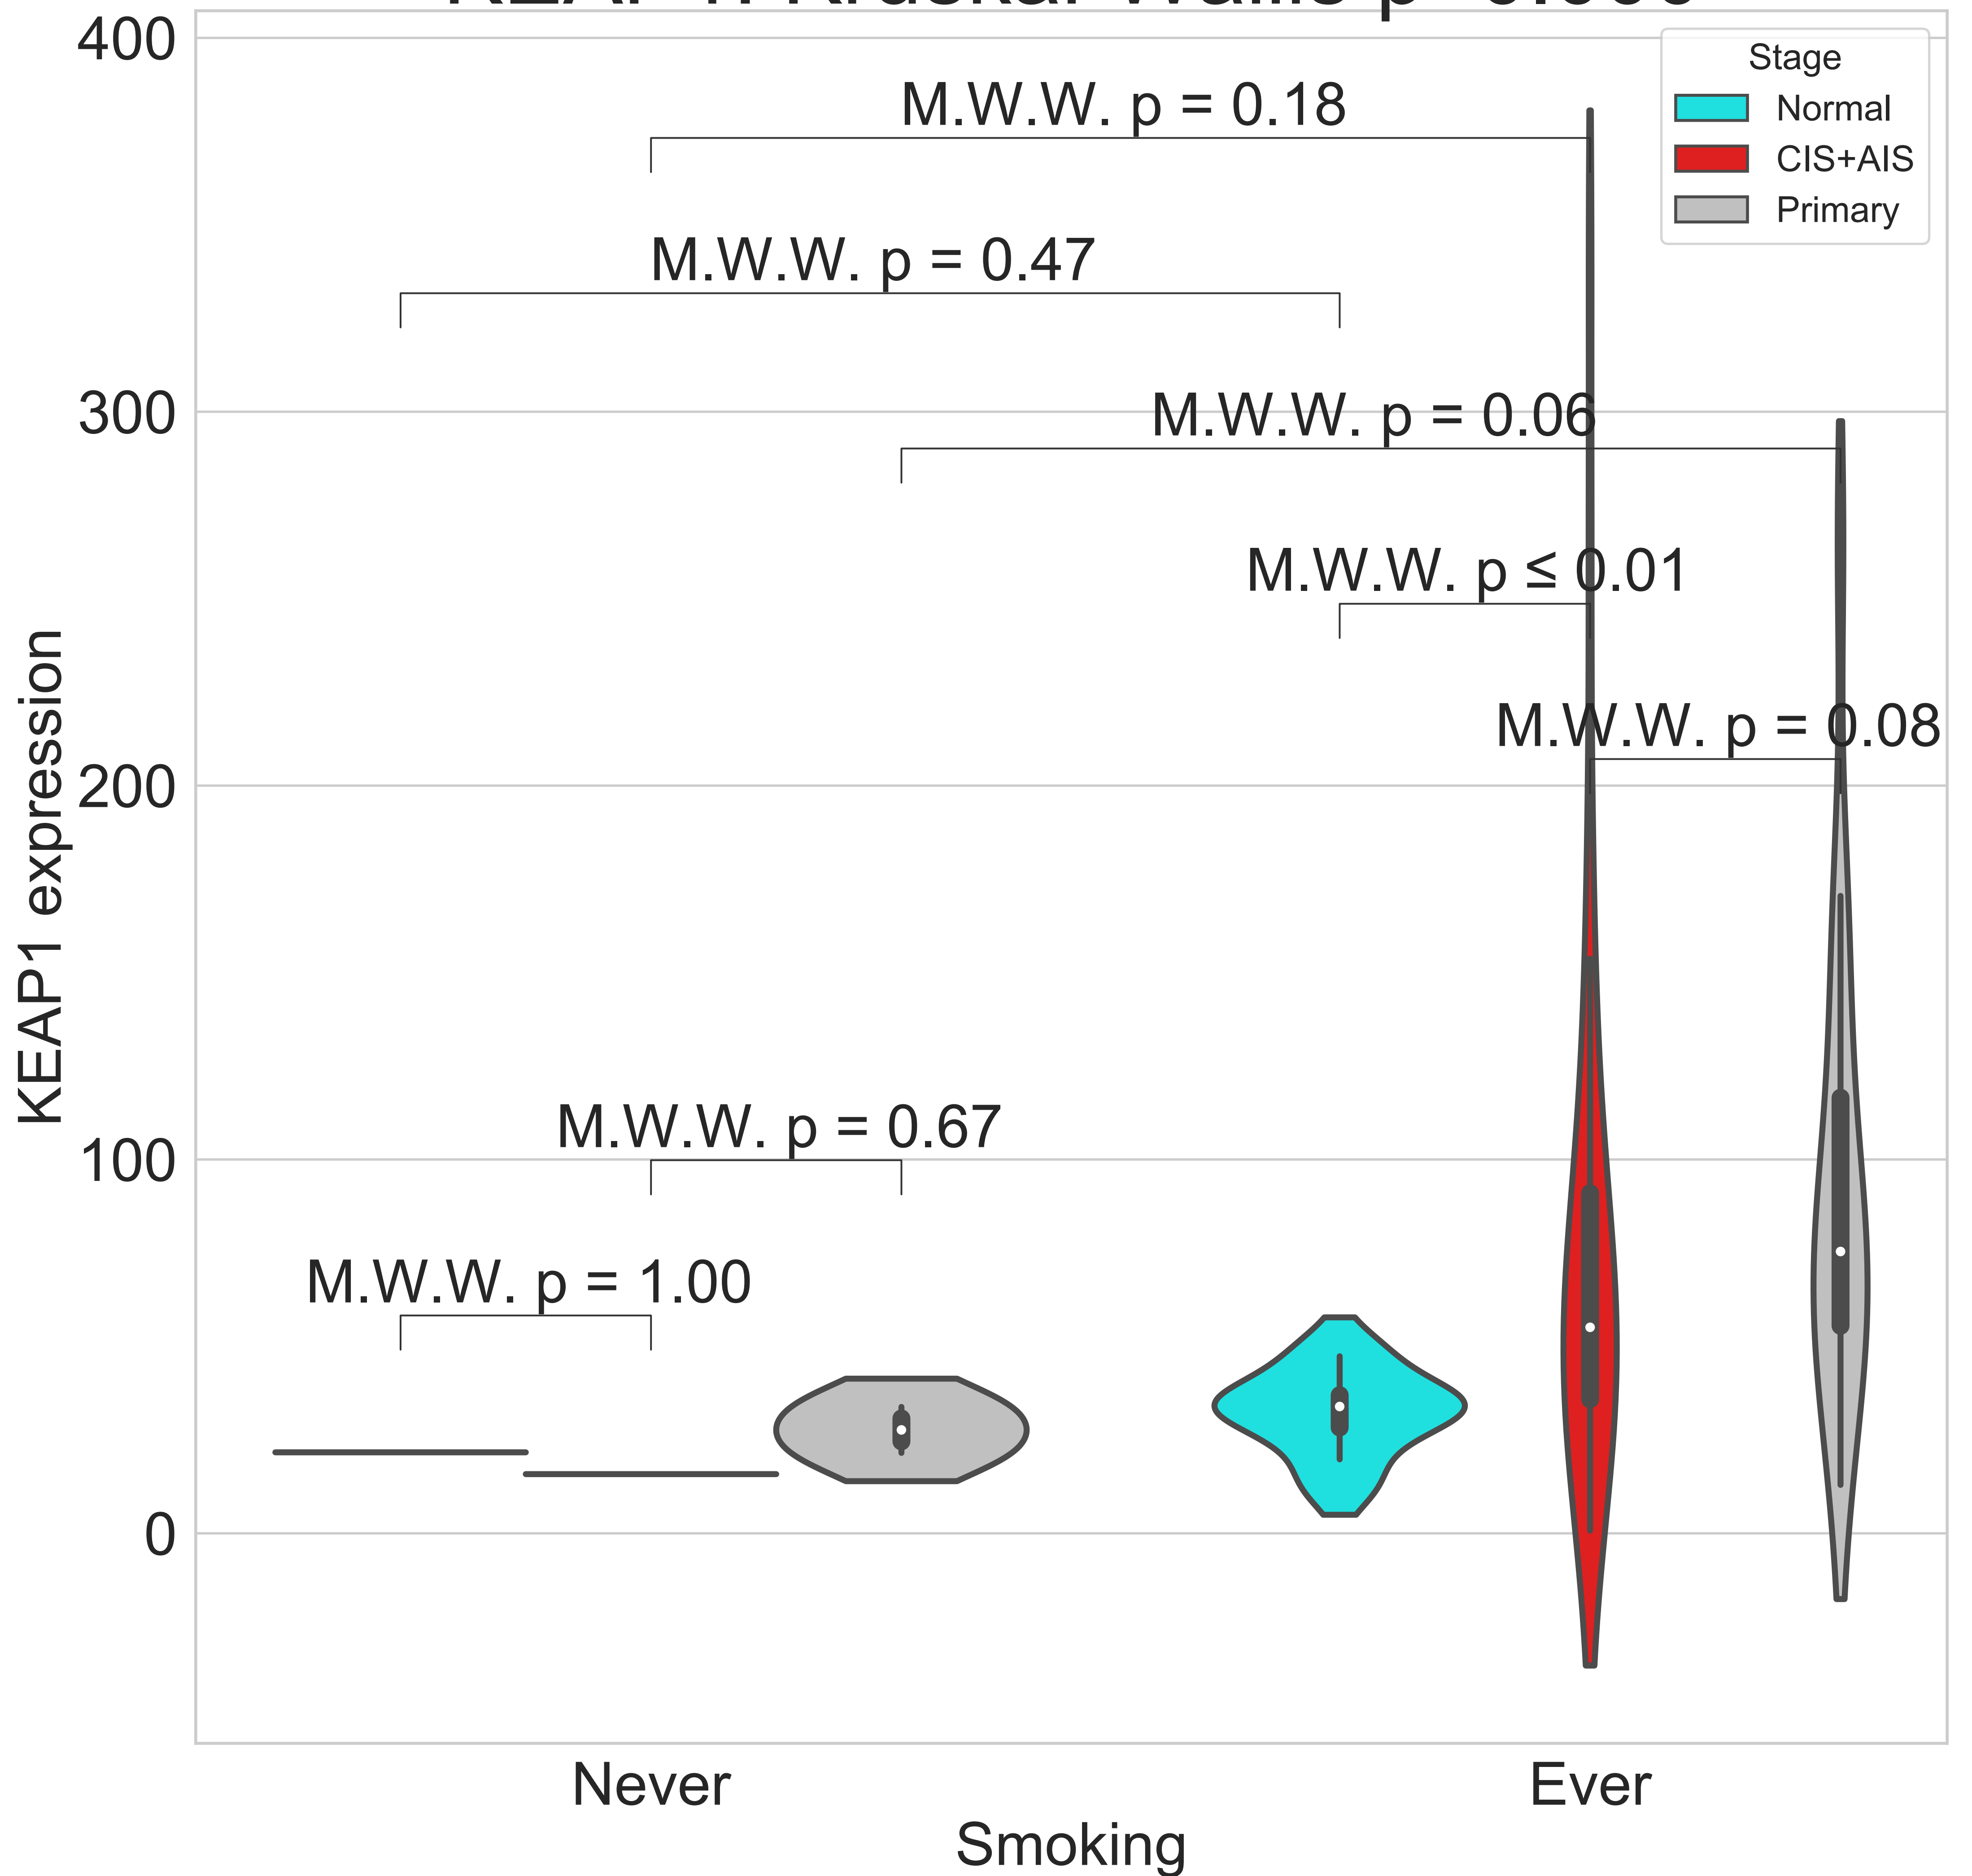 400
Stage
Normal
CIS+AIS
Primary
M.W.W. p = 0.18
M.W.W. p = 0.47
300
M.W.W. p = 0.06
M.W.W. p ≤ 0.01
M.W.W. p = 0.08
200
KEAP1 expression
100
M.W.W. p = 0.67
M.W.W. p = 1.00
0
Never
Ever
Smoking